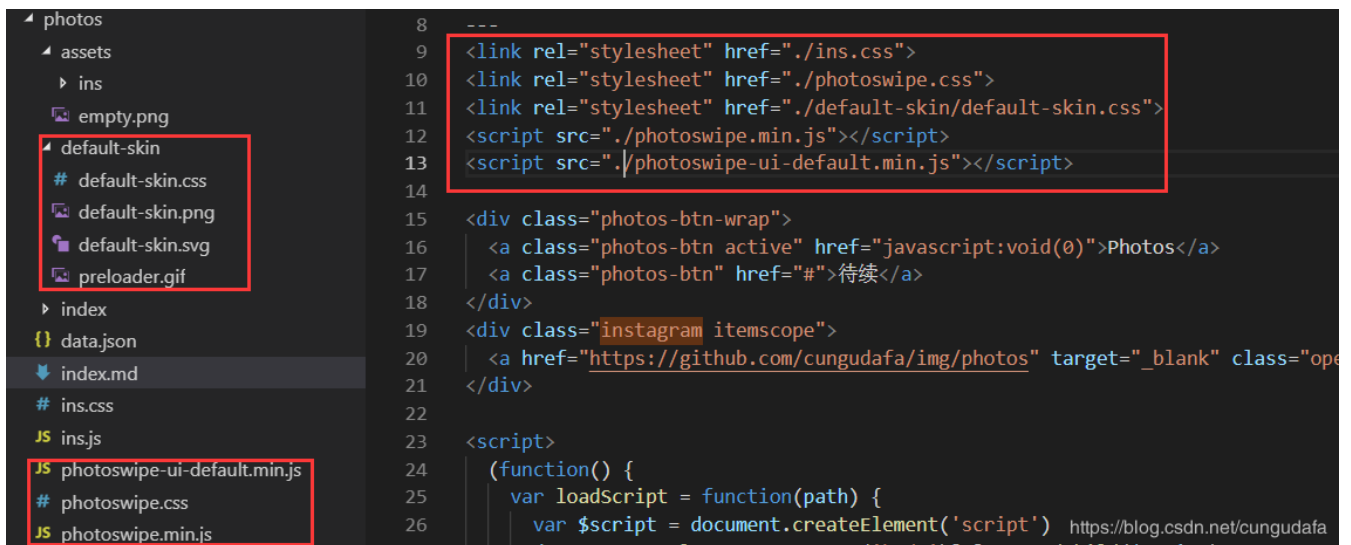 photos
assets
ins
empty.png
default-skin
# default-skin.css
default-skin.png
default-skin.svg
preloader.gif
index
{} data.json
index.md
# ins.css
JS ins.js
JS photoswipe-ui-default.min.js
# photoswipe.css
JS photoswipe.min.js
8 ---
9 <link rel="stylesheet" href="./ins.css">
10 <link rel="stylesheet" href="./photoswipe.css">
11 <link rel="stylesheet" href="./default-skin/default-skin.css">
12 <script src="./photoswipe.min.js"></script>
13 <script src="./photoswipe-ui-default.min.js"></script>
14
15 <div class="photos-btn-wrap">
16 <a class="photos-btn active" href="javascript:void(0)">Photos</a>
17 <a class="photos-btn" href="#">待续</a>
18 </div>
19 <div class="instagram itemscope">
20 <a href="https://github.com/cungudafa/img/photos" target="_blank" class="ope
21 </div>
22
23 <script>
24 (function() {
25 var loadScript = function(path) {
26 var $script = document.createElement('script')
https://blog.csdn.net/cungudafa